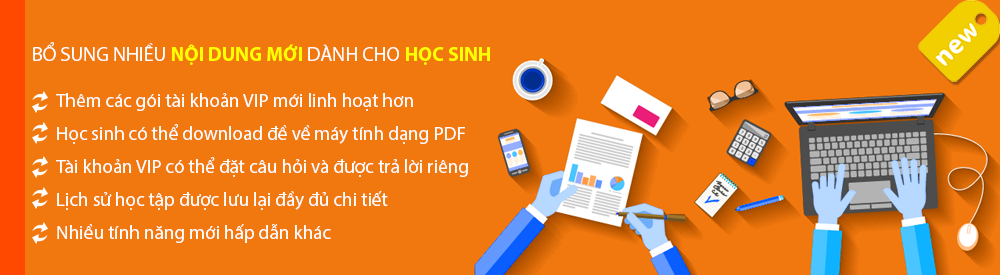 BỔ SUNG NHIỀU NỘI DUNG MỚI DÀNH CHO HỌC SINH
Thêm các gói tài khoản VIP mới linh hoạt hơn
Học sinh có thể download đề về máy tính dạng PDF
Tài khoản VIP có thể đặt câu hỏi và được trả lời riêng
Lịch sử học tập được lưu lại đầy đủ chi tiết
Nhiều tính năng mới hấp dẫn khác
new